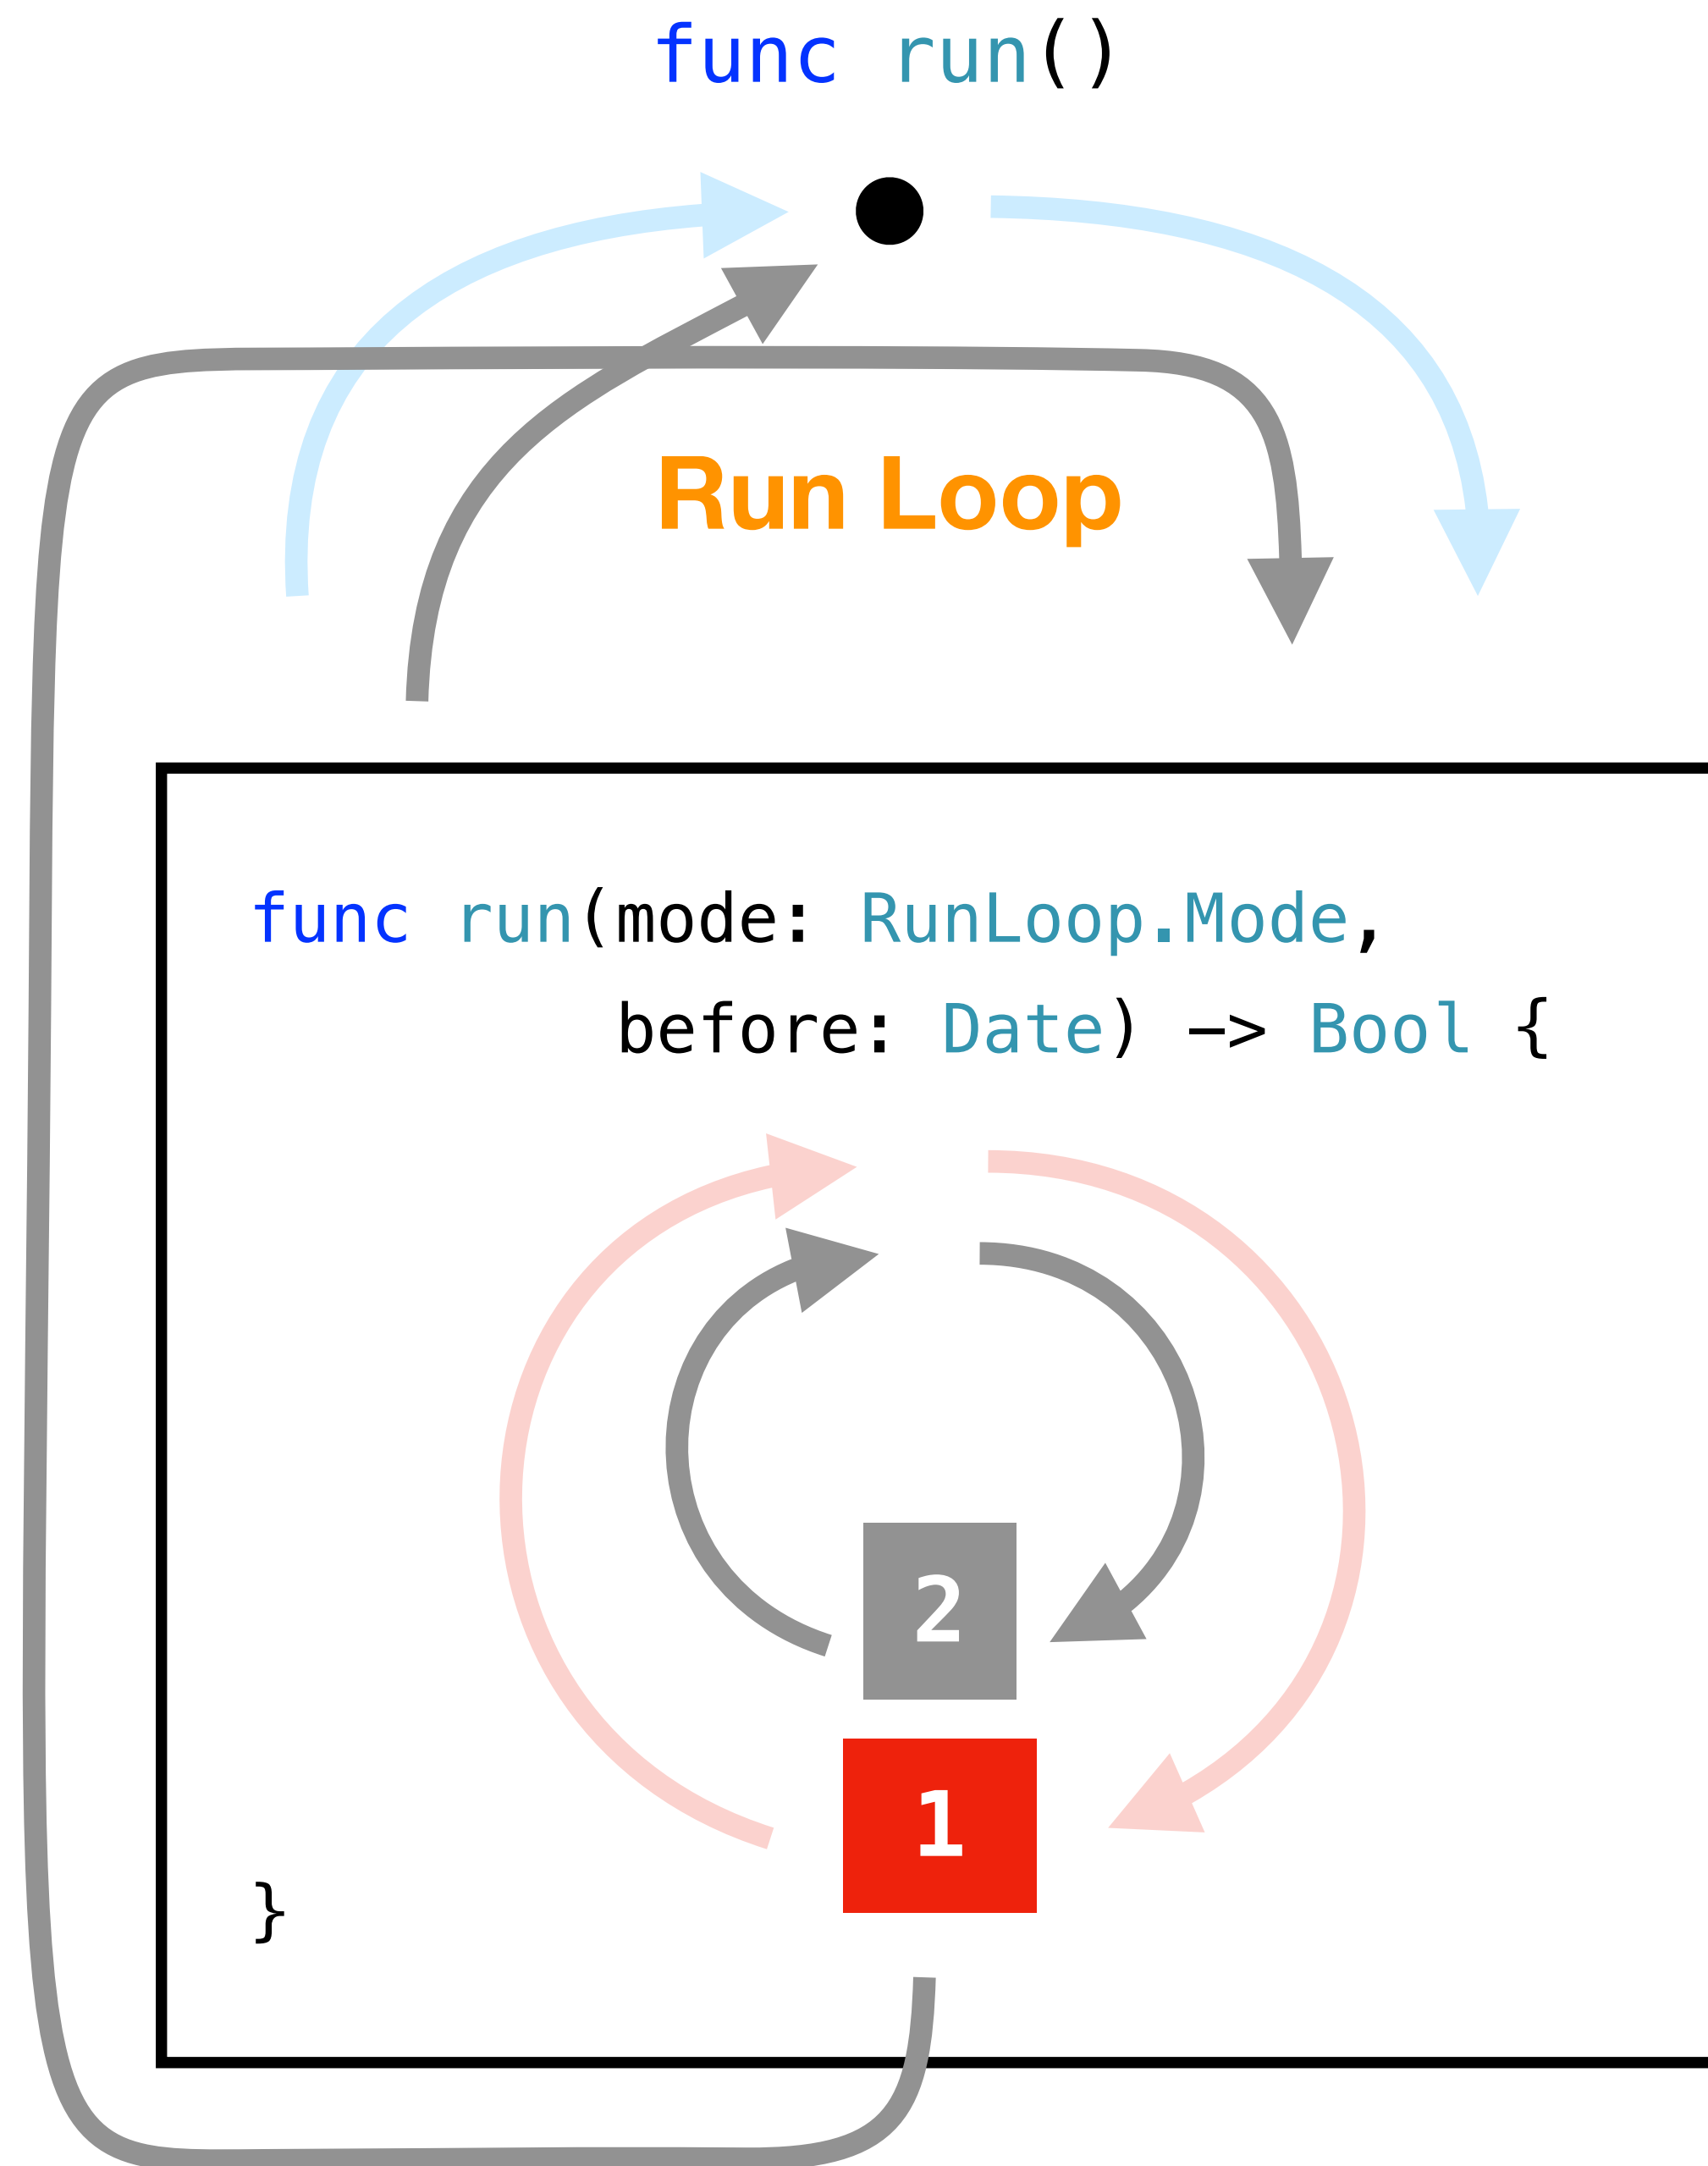 func run()
Run Loop
func run(mode: RunLoop.Mode,
before: Date) —> Bool {
2
1
}